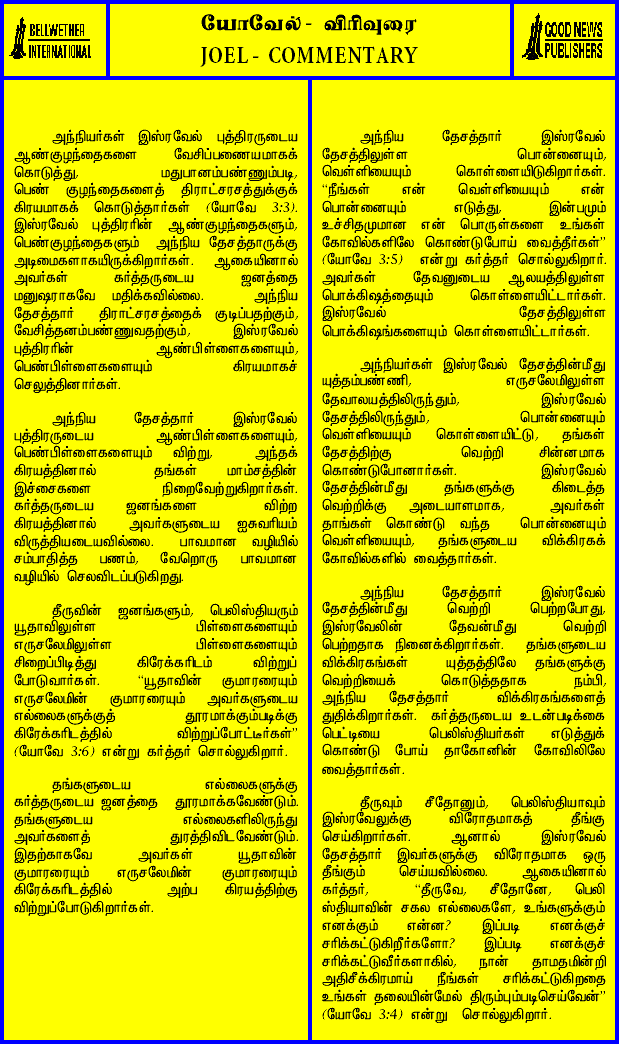 BELLWETHER
INTERNATIONAL
யோவேல் - விரிவுரை
JOEL - COMMENTARY
GOOD NEWS
PUBLISHERS
அந்நியர்கள் இஸ்ரவேல் புத்திரருடைய
ஆண்குழந்தைகளை வேசிப்பணையமாகக்
கொடுத்து, மதுபானம்பண்ணும்படி,
பெண் குழந்தைகளைத் திராட்சரசத்துக்குக்
கிரயமாகக் கொடுத்தார்கள் (யோவே 3:3).
இஸ்ரவேல் புத்திரரின் ஆண்குழந்தைகளும்,
பெண்குழந்தைகளும் அந்நிய தேசத்தாருக்கு
அடிமைகளாகயிருக்கிறார்கள். ஆகையினால்
அவர்கள் கர்த்தருடைய ஜனத்தை
மனுஷராகவே மதிக்கவில்லை. அந்நிய
தேசத்தார் திராட்சரசத்தைக் குடிப்பதற்கும்,
வேசித்தனம்பண்ணுவதற்கும், இஸ்ரவேல்
புத்திரரின் ஆண்பிள்ளைகளையும்,
பெண்பிள்ளைகளையும் கிரயமாகச்
செலுத்தினார்கள்.
அந்நிய தேசத்தார் இஸ்ரவேல்
புத்திரருடைய ஆண்பிள்ளைகளையும்,
பெண்பிள்ளைகளையும் விற்று, அந்தக்
கிரயத்தினால் தங்கள் மாம்சத்தின்
இச்சைகளை நிறைவேற்றுகிறார்கள்.
கர்த்தருடைய ஜனங்களை விற்ற
கிரயத்தினால் அவர்களுடைய ஐசுவரியம்
விருத்தியடையவில்லை. பாவமான வழியில்
சம்பாதித்த பணம், வேறொரு பாவமான
வழியில் செலவிடப்படுகிறது.
தீருவின் ஜனங்களும், பெலிஸ்தியரும்
யூதாவிலுள்ள பிள்ளைகளையும்
எருசலேமிலுள்ள பிள்ளைகளையும்
சிறைப்பிடித்து கிரேக்கரிடம் விற்றுப்
போடுவார்கள். “யூதாவின் குமாரரையும்
எருசலேமின் குமாரரையும் அவர்களுடைய
எல்லைகளுக்குத் தூரமாக்கும்படிக்கு
கிரேக்கரிடத்தில் விற்றுப்போட்டீர்கள்”
(யோவே 3:6) என்று கர்த்தர் சொல்லுகிறார்.
தங்களுடைய எல்லைகளுக்கு
கர்த்தருடைய ஜனத்தை தூரமாக்கவேண்டும்.
தங்களுடைய எல்லைகளிலிருந்து
அவர்களைத் துரத்திவிடவேண்டும்.
இதற்காகவே அவர்கள் யூதாவின்
குமாரரையும் எருசலேமின் குமாரரையும்
கிரேக்கரிடத்தில் அற்ப கிரயத்திற்கு
விற்றுப்போடுகிறார்கள்.
அந்நிய தேசத்தார் இஸ்ரவேல்
தேசத்திலுள்ள பொன்னையும்,
வெள்ளியையும் கொள்ளையிடுகிறார்கள்.
“நீங்கள் என் வெள்ளியையும் என்
பொன்னையும் எடுத்து, இன்பமும்
உச்சிதமுமான என் பொருள்களை உங்கள்
கோவில்களிலே கொண்டுபோய் வைத்தீர்கள்”
(யோவே 3:5) என்று கர்த்தர் சொல்லுகிறார்.
அவர்கள் தேவனுடைய ஆலயத்திலுள்ள
பொக்கிஷத்தையும் கொள்ளையிட்டார்கள்.
இஸ்ரவேல் தேசத்திலுள்ள
பொக்கிஷங்களையும் கொள்ளையிட்டார்கள்.
அந்நியர்கள் இஸ்ரவேல் தேசத்தின்மீது
யுத்தம்பண்ணி, எருசலேமிலுள்ள
தேவாலயத்திலிருந்தும், இஸ்ரவேல்
தேசத்திலிருந்தும், பொன்னையும்
வெள்ளியையும் கொள்ளையிட்டு, தங்கள்
தேசத்திற்கு வெற்றி சின்னமாக
கொண்டுபோனார்கள். இஸ்ரவேல்
தேசத்தின்மீது தங்களுக்கு கிடைத்த
வெற்றிக்கு அடையாளமாக, அவர்கள்
தாங்கள் கொண்டு வந்த பொன்னையும்
வெள்ளியையும், தங்களுடைய விக்கிரகக்
கோவில்களில் வைத்தார்கள்.
அந்நிய தேசத்தார் இஸ்ரவேல்
தேசத்தின்மீது வெற்றி பெற்றபோது,
இஸ்ரவேலின் தேவன்மீது வெற்றி
பெற்றதாக நினைக்கிறார்கள். தங்களுடைய
விக்கிரகங்கள் யுத்தத்திலே தங்களுக்கு
வெற்றியைக் கொடுத்ததாக நம்பி,
அந்நிய தேசத்தார் விக்கிரகங்களைத்
துதிக்கிறார்கள். கர்த்தருடைய உடன்படிக்கை
பெட்டியை பெலிஸ்தியர்கள் எடுத்துக்
கொண்டு போய் தாகோனின் கோவிலிலே
வைத்தார்கள்.
தீருவும் சீதோனும், பெலிஸ்தியாவும்
இஸ்ரவேலுக்கு விரோதமாகத் தீங்கு
செய்கிறார்கள். ஆனால் இஸ்ரவேல்
தேசத்தார் இவர்களுக்கு விரோதமாக ஒரு
தீங்கும் செய்யவில்லை. ஆகையினால்
கர்த்தர், “தீருவே, சீதோனே, பெலி
ஸ்தியாவின் சகல எல்லைகளே, உங்களுக்கும்
எனக்கும் என்ன? இப்படி எனக்குச்
சரிக்கட்டுகிறீர்களோ? இப்படி எனக்குச்
சரிக்கட்டுவீர்களாகில், நான் தாமதமின்றி
அதிசீக்கிரமாய் நீங்கள் சரிக்கட்டுகிறதை
உங்கள் தலையின்மேல் திரும்பும்படிசெய்வேன்”
(யோவே 3:4) என்று சொல்லுகிறார்.